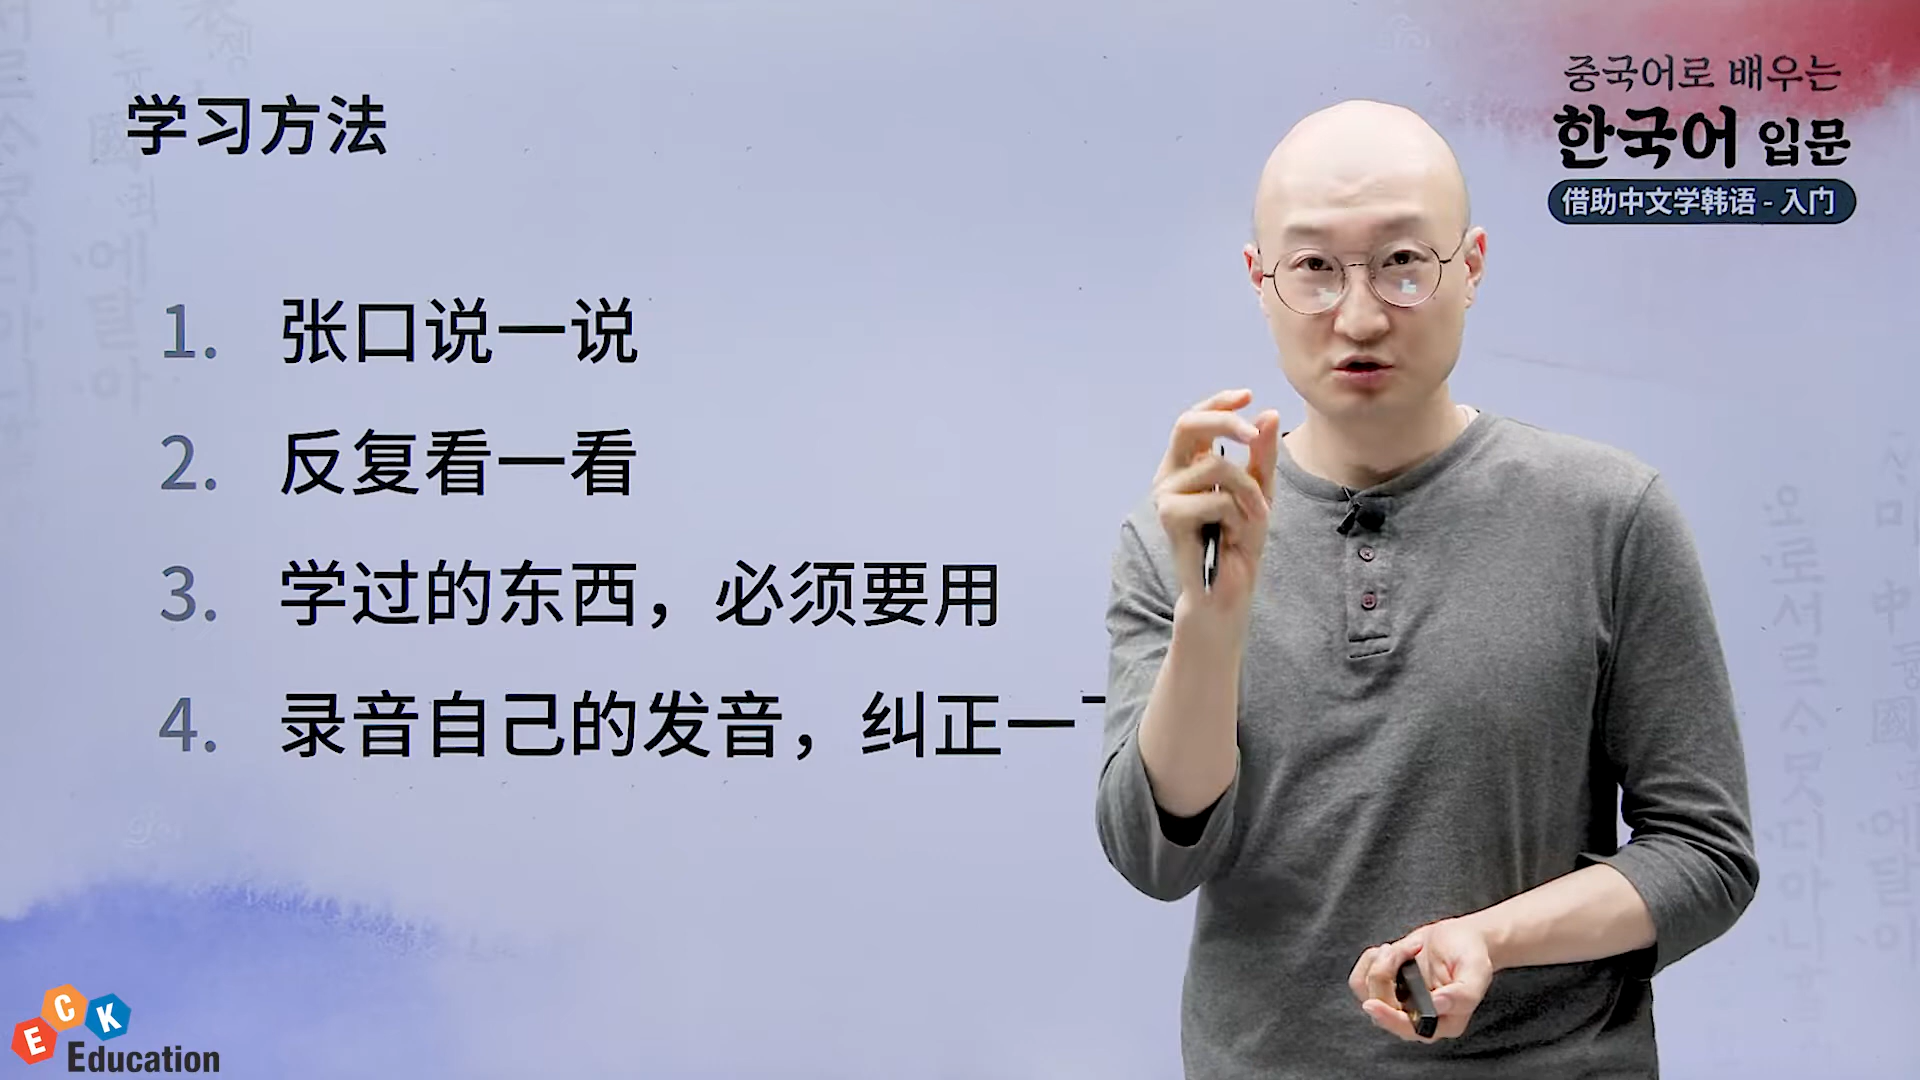 学习方法
1. 张口说一说
2. 反复看一看
3. 学过的东西，必须要用
4. 录音自己的发音，纠正一
중국어로 배우는
한국어 입문
借助中文学韩语 - 入门
ECK
Education